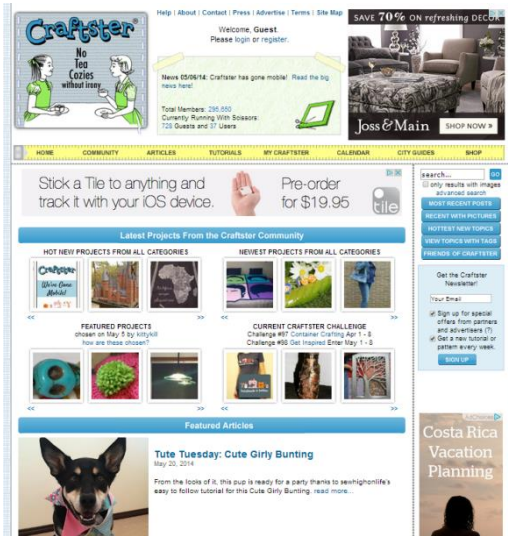 Help | About | Contact | Press | Advertise | Terms | Site Map
Craftster®
No
Tea
Cozies
without irony
Welcome, Guest.
Please login or register.
News 05/06/14: Craftster has gone mobile! Read the big
news here!
Total Members: 286,660
Currently Running With Scissors:
728 Guests and 37 Users
SAVE 70% ON refreshing DECOR
Joss & Main
SHOP NOW »
HOME
COMMUNITY
ARTICLES
TUTORIALS
MY CRAFTSTER
CALENDAR
CITY GUIDES
SHOP
Stick a Tile to anything and
track it with your iOS device.
Pre-order
for $19.95
tile
search...
GO
only results with images
advanced search
MOST RECENT POSTS
RECENT WITH PICTURES
HOTTEST NEW TOPICS
VIEW TOPICS WITH TAGS
FRIENDS OF CRAFTSTER
Latest Projects From the Craftster Community
HOT NEW PROJECTS FROM ALL CATEGORIES
Craftster
We've Gone
Mobile!
<<
>>
NEWEST PROJECTS FROM ALL CATEGORIES
<<
>>
FEATURED PROJECTS
chosen on May 5 by kittykill
how are these chosen?
<<
>>
CURRENT CRAFTSTER CHALLENGE
Challenge #97 Container Crafting Apr 1 - 8
Challenge #98 Get Inspired Enter May 1 - 8
<<
>>
Get the Craftster
Newsletter!
Your Email
Sign up for special
offers from partners
and advertisers (?)
Get a new tutorial or
pattern every week.
SIGN UP
Featured Articles
Tute Tuesday: Cute Girly Bunting
May 20, 2014
From the looks of it, this pup is ready for a party thanks to sewhighonlife's
easy to follow tutorial for this Cute Girly Bunting. read more...
AdChoices
Costa Rica
Vacation
Planning